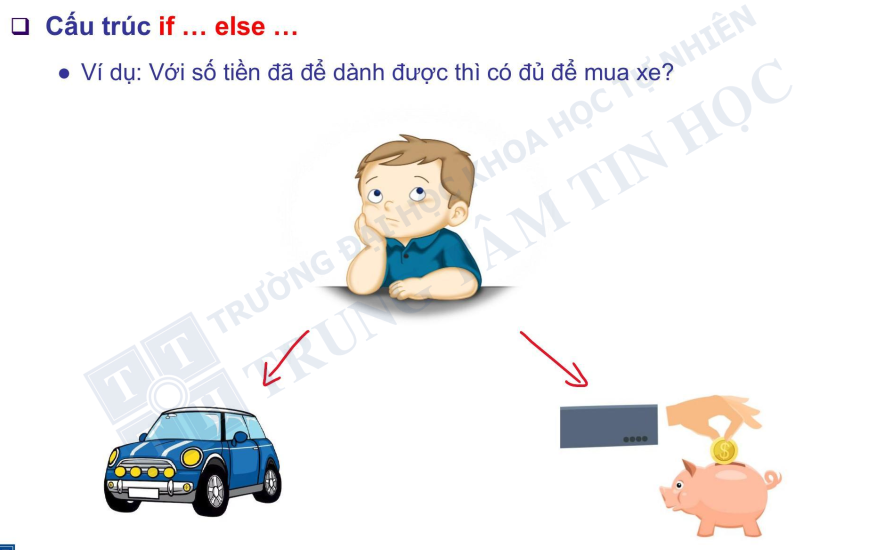 Cấu trúc if ... else ...
Ví dụ: Với số tiền đã để dành được thì có đủ để mua xe?
TRƯỜNG ĐẠI HỌC KHOA HỌC TỰ NHIÊN
TRUNG TÂM TIN HỌC
T T
H